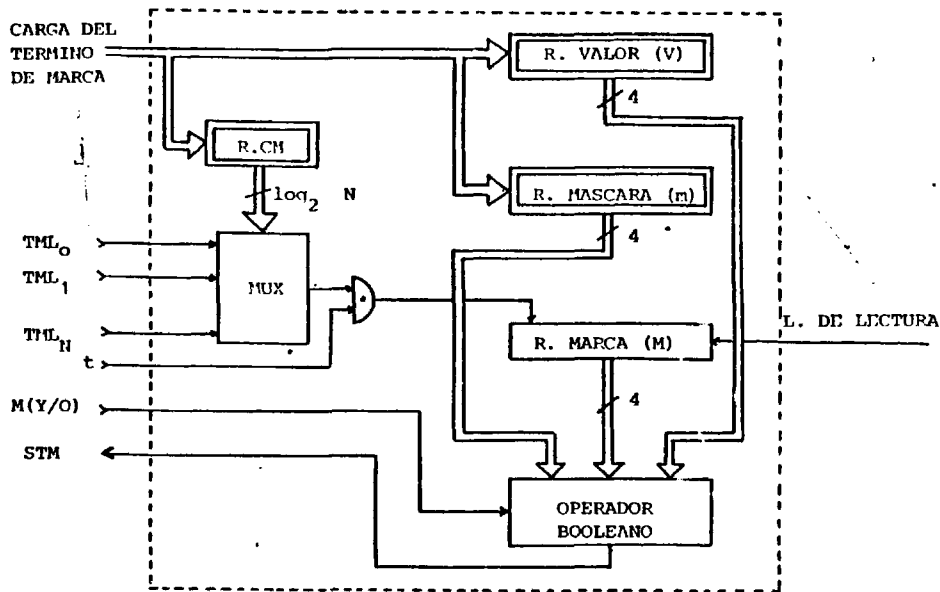 CARGA DEL
TERMINO
DE MARCA
R. VALOR (V)
4
R.CM
log2 N
R. MASCARA (m)
4
TML0
TML1
MUX
TMLN
t
L. DE LECTURA
R. MARCA (M)
4
M(Y/O)
STM
OPERADOR
BOOLEANO